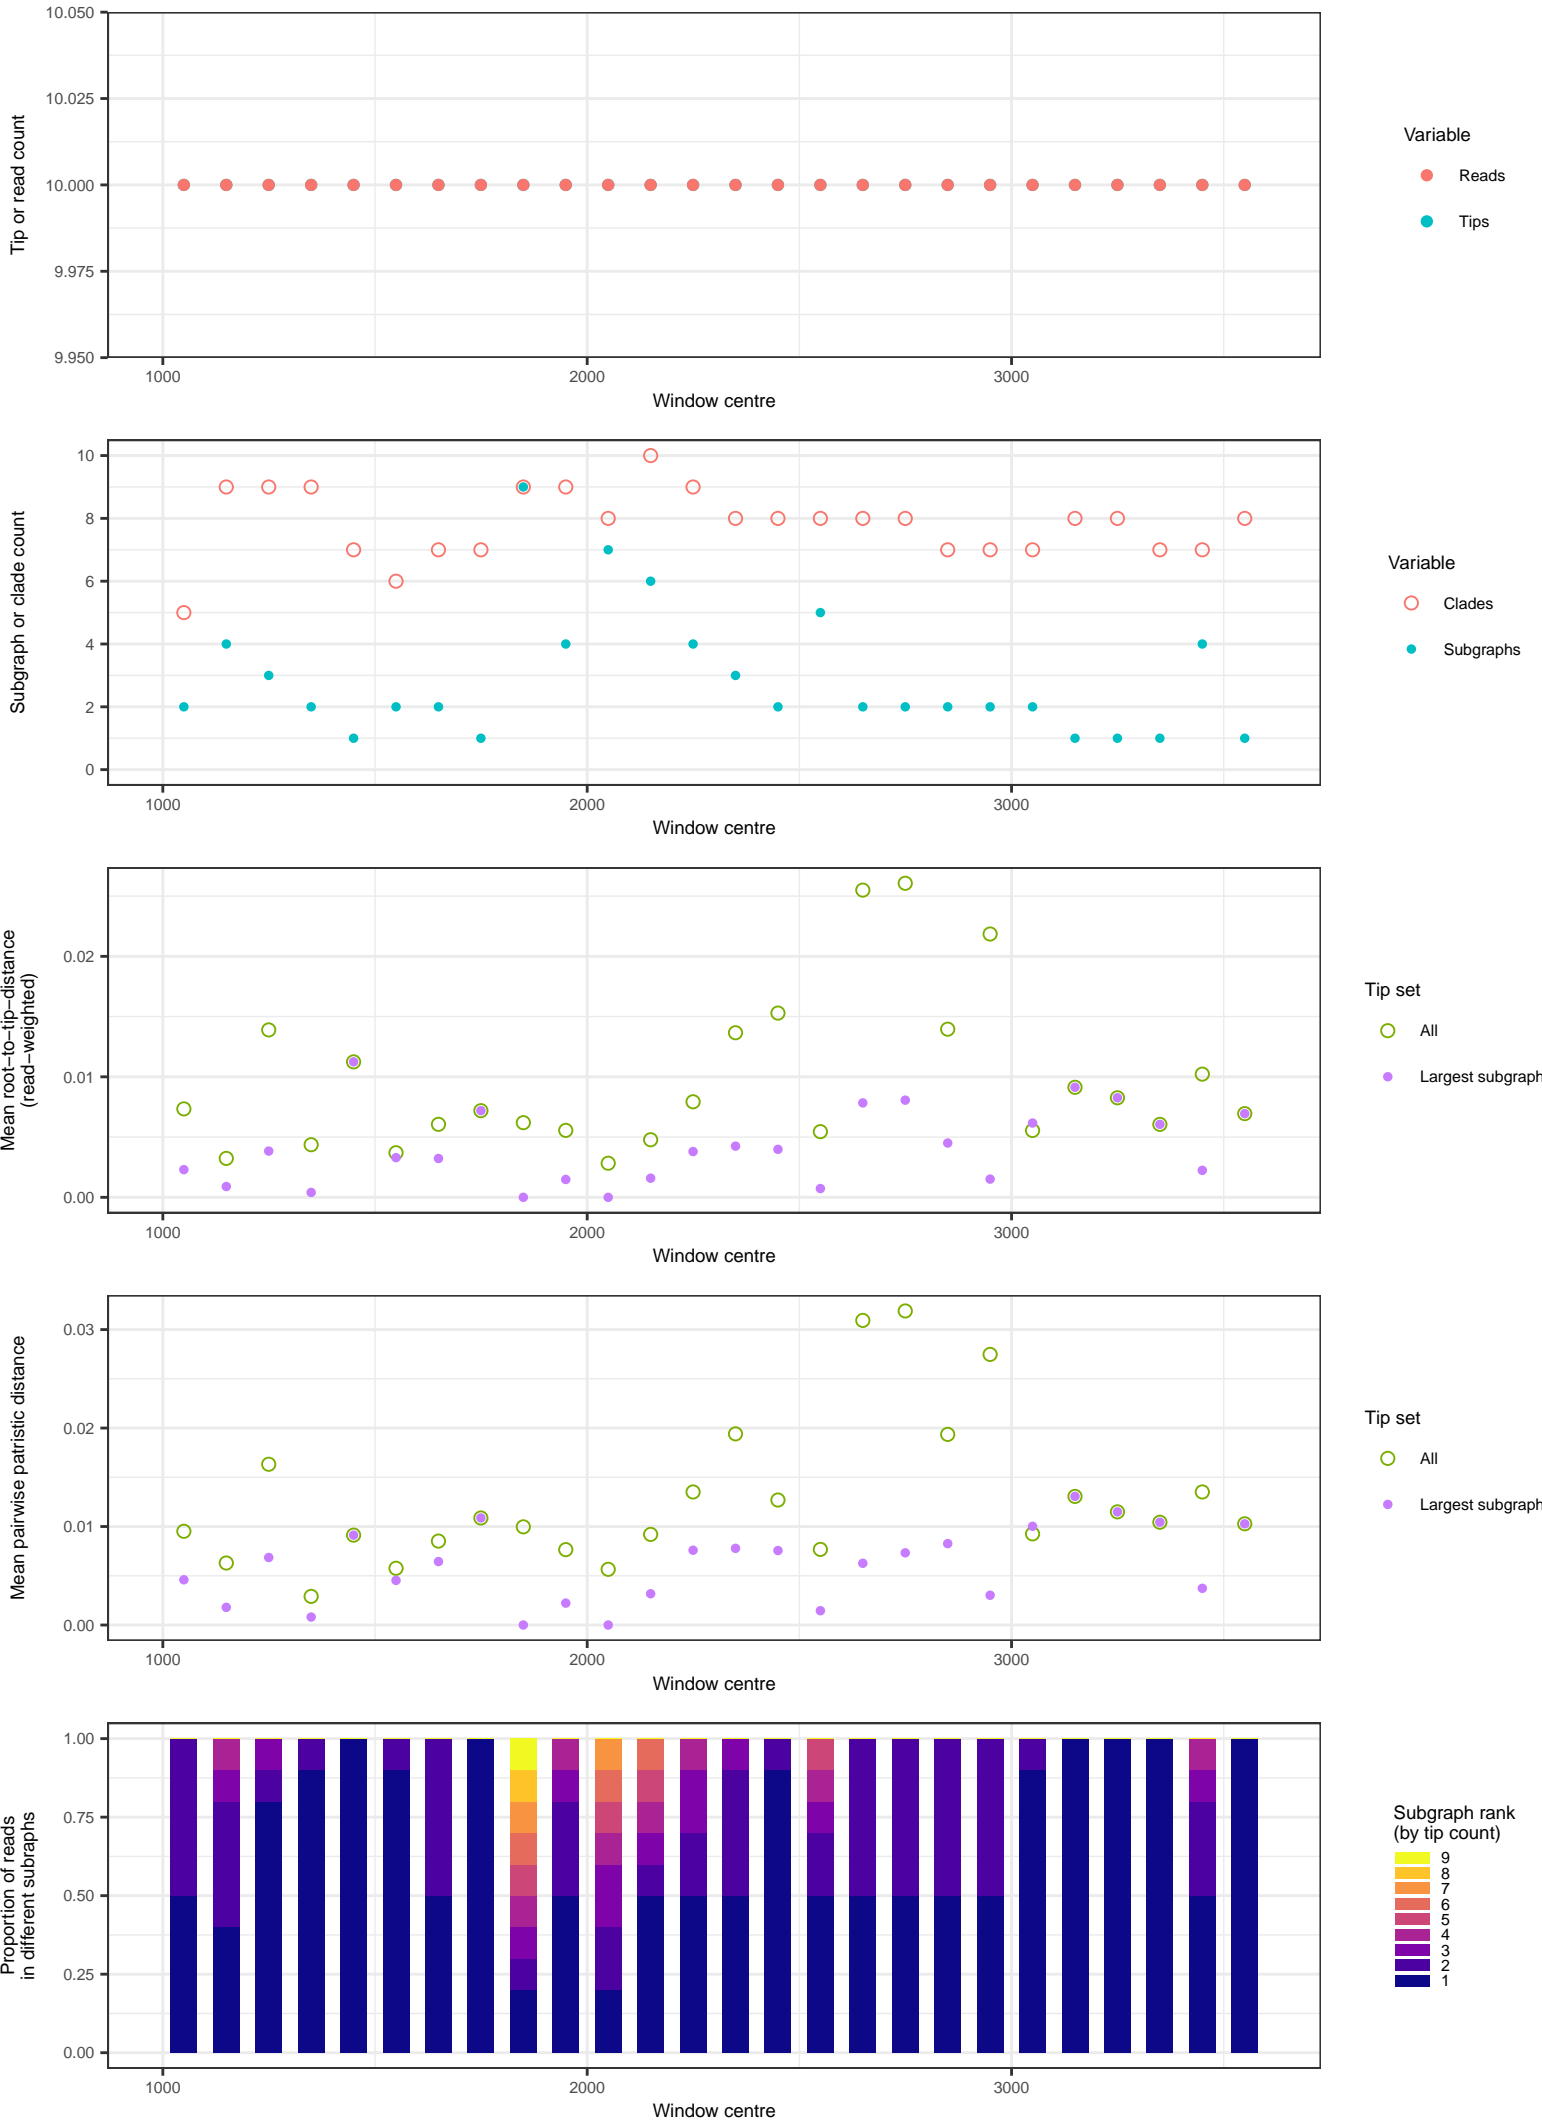 10.050
10.025
10.000
9.975
9.950
Tip or read count
1000
2000
3000
Window centre
Variable
Reads
Tips
10
8
6
4
2
0
Subgraph or clade count
1000
2000
3000
Window centre
Variable
Clades
Subgraphs
0.02
0.01
0.00
Mean root−to−tip−distance
(read−weighted)
1000
2000
3000
Window centre
Tip set
All
Largest subgraph
0.03
0.02
0.01
0.00
Mean pairwise patristic distance
1000
2000
3000
Window centre
Tip set
All
Largest subgraph
1.00
0.75
0.50
0.25
0.00
Proportion of reads
in different subgraphs
1000
2000
3000
Window centre
Subgraph rank
(by tip count)
9
8
7
6
5
4
3
2
1